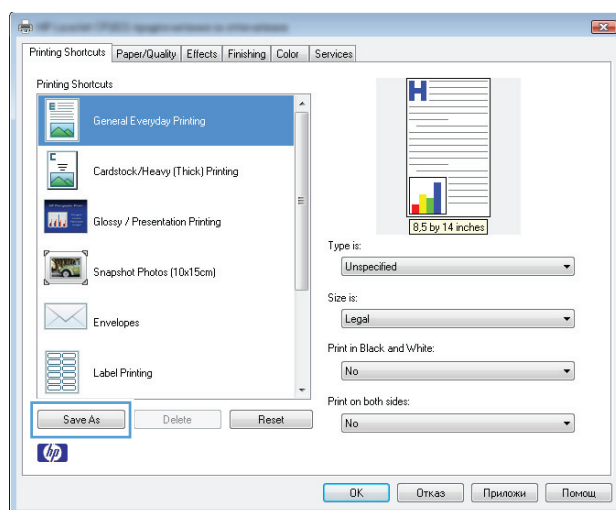 Printing Shortcuts Paper/Quality Effects Finishing Color Services
Printing Shortcuts
General Everyday Printing
Cardstock/Heavy (Thick) Printing
Glossy / Presentation Printing
Snapshot Photos (10x15cm)
Envelopes
Label Printing
Save As Delete Reset
hp
H
8,5 by 14 inches
Type is:
Unspecified
Size is:
Legal
Print in Black and White:
No
Print on both sides:
No
OK Отказ Приложи Помощ